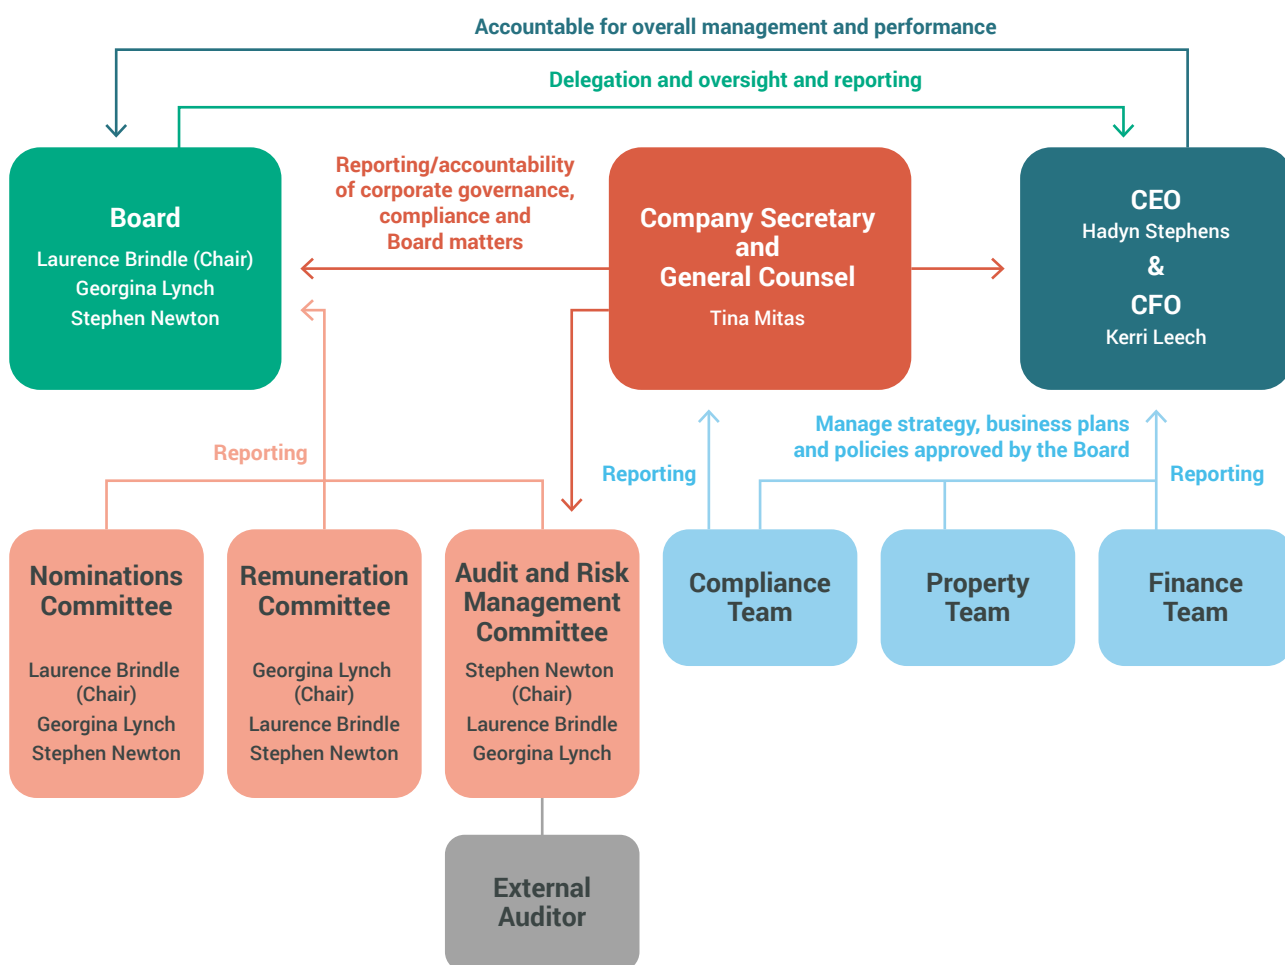 Accountable for overall management and performance
Delegation and oversight and reporting
Board
Laurence Brindle (Chair)
Georgina Lynch
Stephen Newton
Reporting/accountability
of corporate governance,
compliance and
Board matters
Company Secretary
and
General Counsel
Tina Mitas
CEO
Hadyn Stephens
&
CFO
Kerri Leech
Reporting
Reporting
Manage strategy, business plans
and policies approved by the Board
Reporting
Nominations
Committee
Laurence Brindle
(Chair)
Georgina Lynch
Stephen Newton
Remuneration
Committee
Georgina Lynch
(Chair)
Laurence Brindle
Stephen Newton
Audit and Risk
Management
Committee
Stephen Newton
(Chair)
Laurence Brindle
Georgina Lynch
Compliance
Team
Property
Team
Finance
Team
External
Auditor